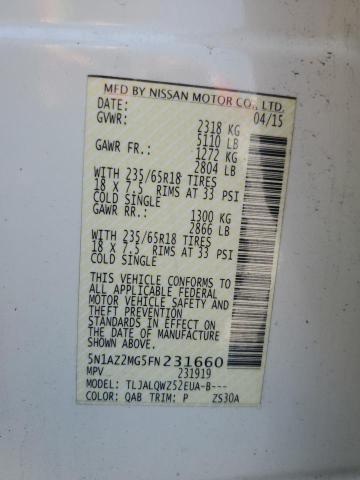 MFD BY NISSAN MOTOR CO., LTD.
DATE: 04/15
GVWR: 2318 KG
5110 LB
GAWR FR.: 1272 KG
2804 LB
WITH 235/65R18 TIRES
18 X 7.5 RIMS AT 33 PSI
COLD SINGLE
GAWR RR.: 1300 KG
2866 LB
WITH 235/65R18 TIRES
18 X 7.5 RIMS AT 33 PSI
COLD SINGLE
THIS VEHICLE CONFORMS TO
ALL APPLICABLE FEDERAL
MOTOR VEHICLE SAFETY AND
THEFT PREVENTION
STANDARDS IN EFFECT ON
THE DATE OF MANUFACTURE
SHOWN ABOVE.
5N1AZ2MG5FN231660
MPV 231919
MODEL: TLJALQWZ52EUA-B---
COLOR: QAB TRIM: P ZS30A